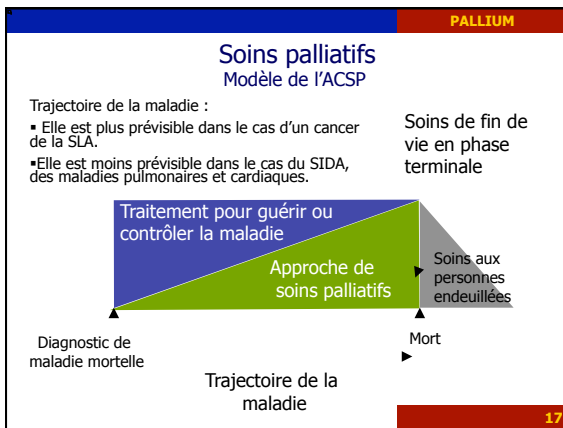 PALLIUM
Soins palliatifs
Modèle de l'ACSP
Trajectoire de la maladie :
▪ Elle est plus prévisible dans le cas d'un cancer
de la SLA.
▪Elle est moins prévisible dans le cas du SIDA,
des maladies pulmonaires et cardiaques.
Soins de fin de
vie en phase
terminale
Traitement pour guérir ou
contrôler la maladie
Approche de
soins palliatifs
Soins aux
personnes
endeuillées
Diagnostic de
maladie mortelle
Mort
Trajectoire de la
maladie
17